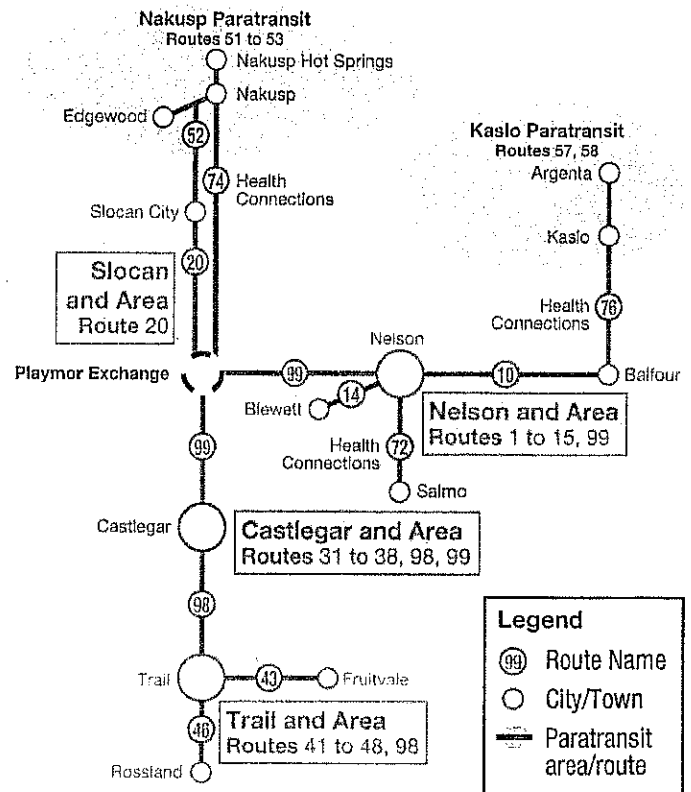 Nakusp Paratransit
Routes 51 to 53
Nakusp Hot Springs
Nakusp
Edgewood
52
74
Health
Connections
Slocan City
20
Slocan
and Area
Route 20
Kaslo Paratransit
Routes 57, 58
Argenta
Kaslo
Health
Connections
76
Balfour
Playmor Exchange
99
Nelson
10
14
Blewett
Nelson and Area
Routes 1 to 15, 99
Health
Connections
72
Salmo
99
Castlegar
Castlegar and Area
Routes 31 to 38, 98, 99
98
Trail
43
Fruitvale
46
Trail and Area
Routes 41 to 48, 98
Rossland
Legend
99 Route Name
City/Town
Paratransit
area/route